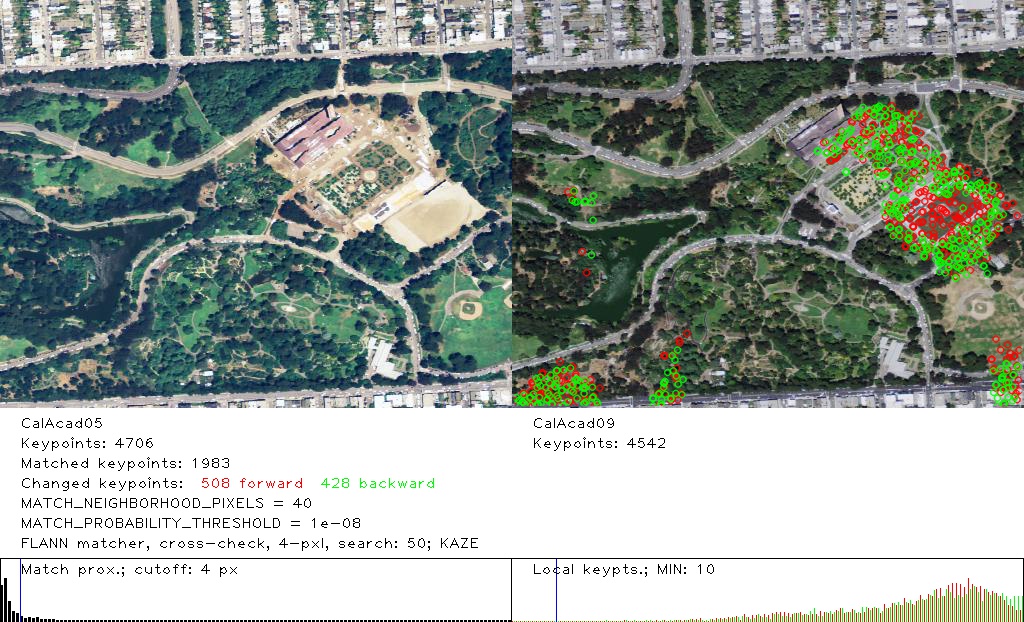 CalAcad05
Keypoints: 4706
Matched keypoints: 1983
Changed keypoints: 508 forward 428 backward
MATCH_NEIGHBORHOOD_PIXELS = 40
MATCH_PROBABILITY_THRESHOLD = 1e-08
FLANN matcher, cross-check, 4-pxl, search: 50; KAZE
CalAcad09
Keypoints: 4542
Match prox.; cutoff: 4 px
Local keypts.; MIN: 10